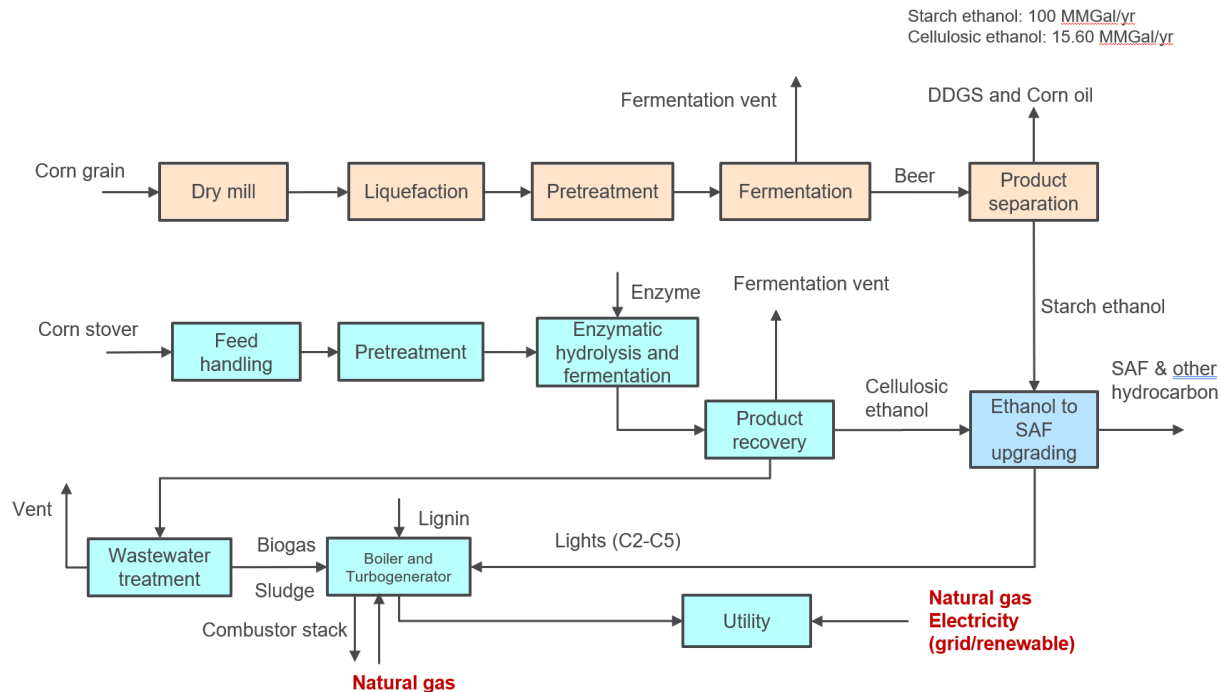 Starch ethanol: 100 MMGal/yr
Cellulosic ethanol: 15.60 MMGal/yr
Fermentation vent
DDGS and Corn oil
Corn grain
Dry mill
Liquefaction
Pretreatment
Fermentation
Beer
Product
separation
Enzyme
Fermentation vent
Starch ethanol
Corn stover
Feed
handling
Pretreatment
Enzymatic
hydrolysis and
fermentation
Product
recovery
Cellulosic
ethanol
Ethanol to
SAF
upgrading
SAF & other
hydrocarbon
Vent
Wastewater
treatment
Biogas
Sludge
Lignin
Boiler and
Turbogenerator
Lights (C2-C5)
Combustor stack
Natural gas
Utility
Natural gas
Electricity
(grid/renewable)